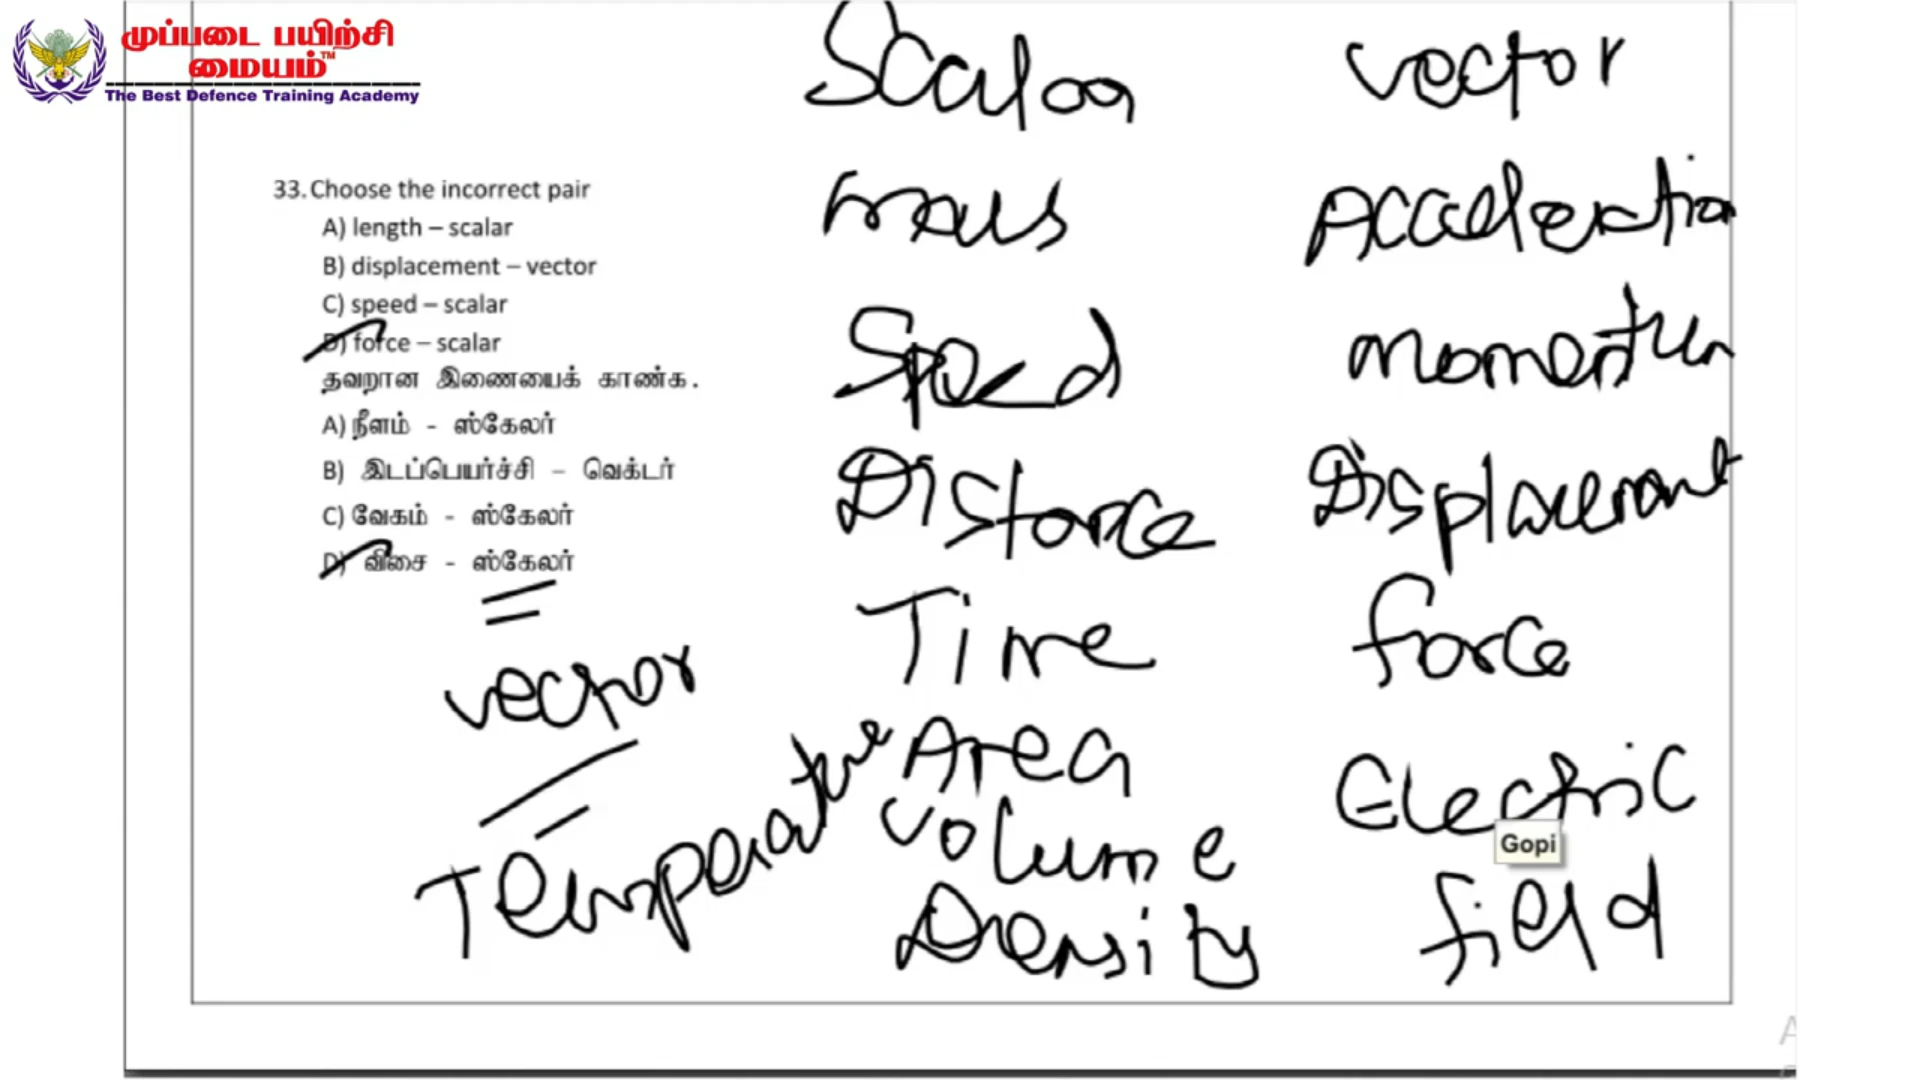 முப்படை பயிற்சி
மையம்™
The Best Defence Training Academy
33. Choose the incorrect pair
A) length – scalar
B) displacement – vector
C) speed – scalar
D) force – scalar
தவறான இணையைக் காண்க.
A) நீளம் - ஸ்கேலர்
B) இடப்பெயர்ச்சி – வெக்டர்
C) வேகம் - ஸ்கேலர்
D) விசை - ஸ்கேலர்
vector
Temperature
Scalar
mass
Speed
Distance
Time
Area
Volume
Density
vector
Acceleration
momentum
Displacement
force
Electric
Gopi
field